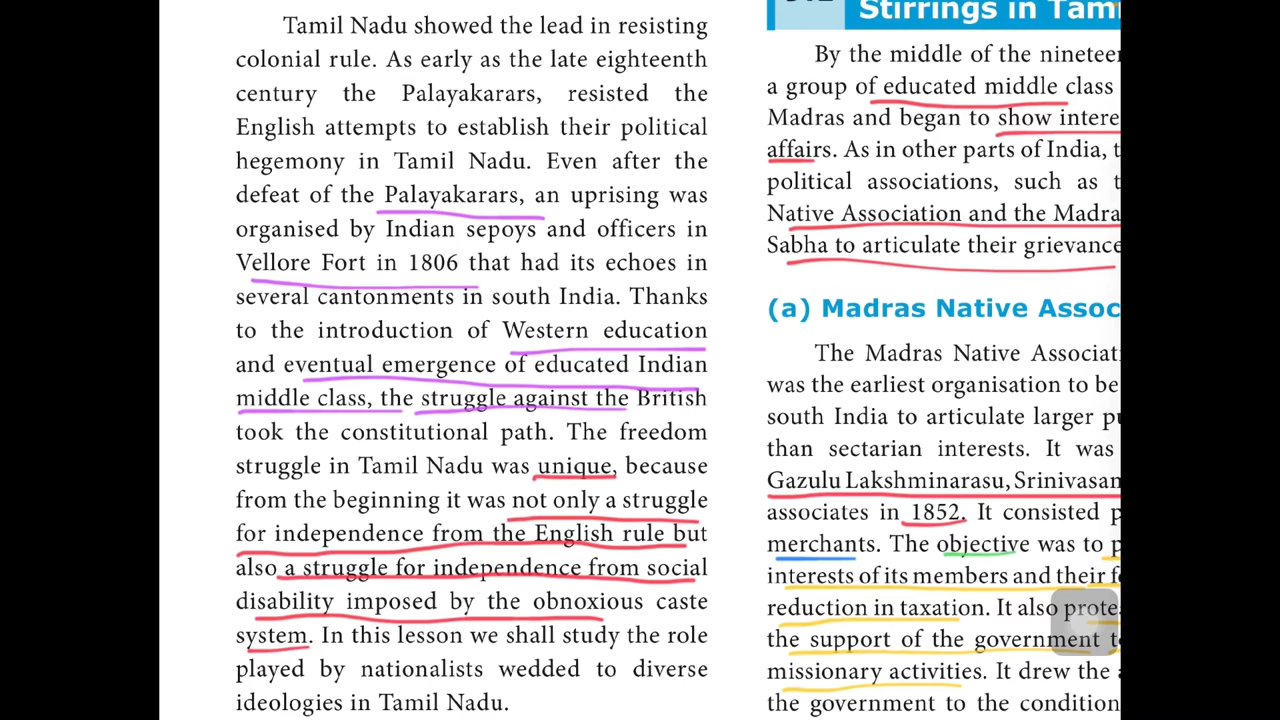 Tamil Nadu showed the lead in resisting
colonial rule. As early as the late eighteenth
century the Palayakarars, resisted the
English attempts to establish their political
hegemony in Tamil Nadu. Even after the
defeat of the Palayakarars, an uprising was
organised by Indian sepoys and officers in
Vellore Fort in 1806 that had its echoes in
several cantonments in south India. Thanks
to the introduction of Western education
and eventual emergence of educated Indian
middle class, the struggle against the British
took the constitutional path. The freedom
struggle in Tamil Nadu was unique, because
from the beginning it was not only a struggle
for independence from the English rule but
also a struggle for independence from social
disability imposed by the obnoxious caste
system. In this lesson we shall study the role
played by nationalists wedded to diverse
ideologies in Tamil Nadu.
Stirrings in Tam
By the middle of the nineteen
a group of educated middle class
Madras and began to show intere
affairs. As in other parts of India, t
political associations, such as t
Native Association and the Madra
Sabha to articulate their grievance
(a) Madras Native Assoc
The Madras Native Associat
was the earliest organisation to be
south India to articulate larger pu
than sectarian interests. It was
Gazulu Lakshminarasu, Srinivasan
associates in 1852. It consisted p
merchants. The objective was to p
interests of its members and their f
reduction in taxation. It also prote
the support of the government t
missionary activities. It drew the a
the government to the condition